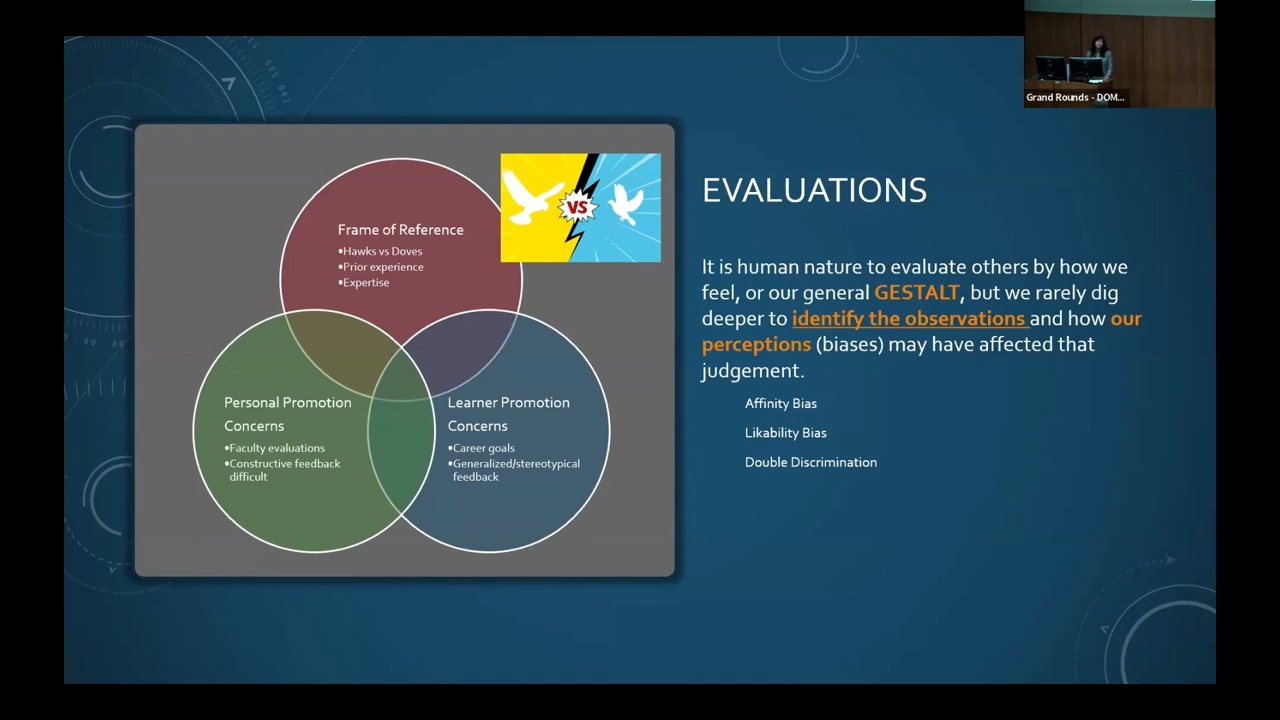 Grand Rounds - DOM...
Frame of Reference
•Hawks vs Doves
•Prior experience
•Expertise
VS
Personal Promotion
Concerns
•Faculty evaluations
•Constructive feedback
difficult
Learner Promotion
Concerns
•Career goals
•Generalized/stereotypical
feedback
EVALUATIONS
It is human nature to evaluate others by how we
feel, or our general GESTALT, but we rarely dig
deeper to identify the observations and how our
perceptions (biases) may have affected that
judgement.
Affinity Bias
Likability Bias
Double Discrimination